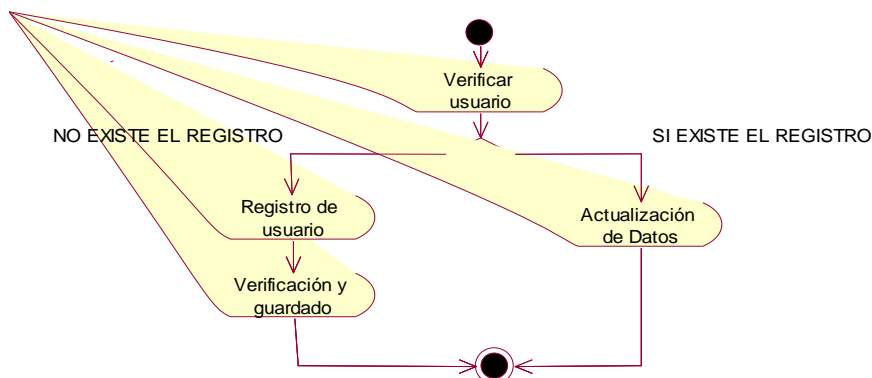 Verificar
usuario
NO EXISTE EL REGISTRO
SI EXISTE EL REGISTRO
Registro de
usuario
Actualización
de Datos
Verificación y
guardado